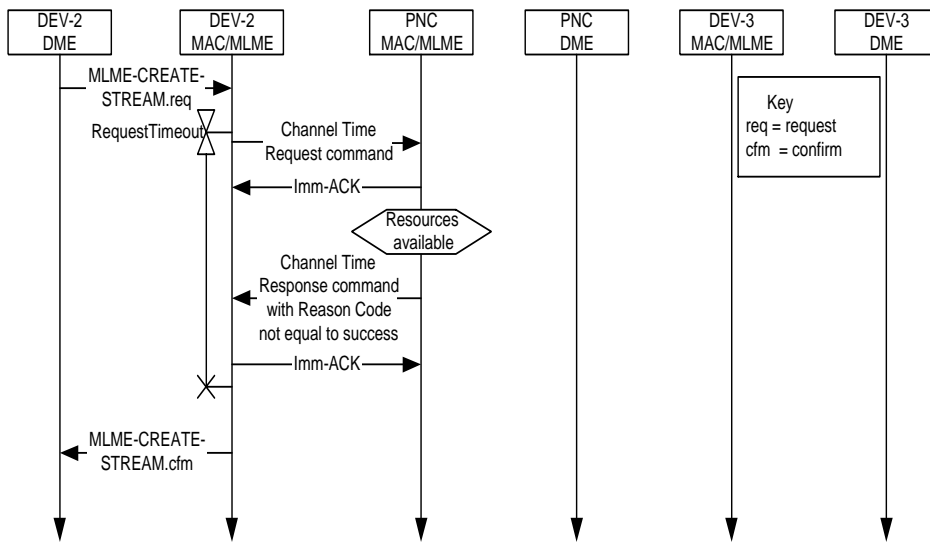 DEV-2
DME
DEV-2
MAC/MLME
PNC
MAC/MLME
PNC
DME
DEV-3
MAC/MLME
DEV-3
DME
MLME-CREATE-
STREAM.req
Key
req = request
cfm = confirm
RequestTimeout
Channel Time
Request command
Imm-ACK
Resources
available
Channel Time
Response command
with Reason Code
not equal to success
Imm-ACK
MLME-CREATE-
STREAM.cfm